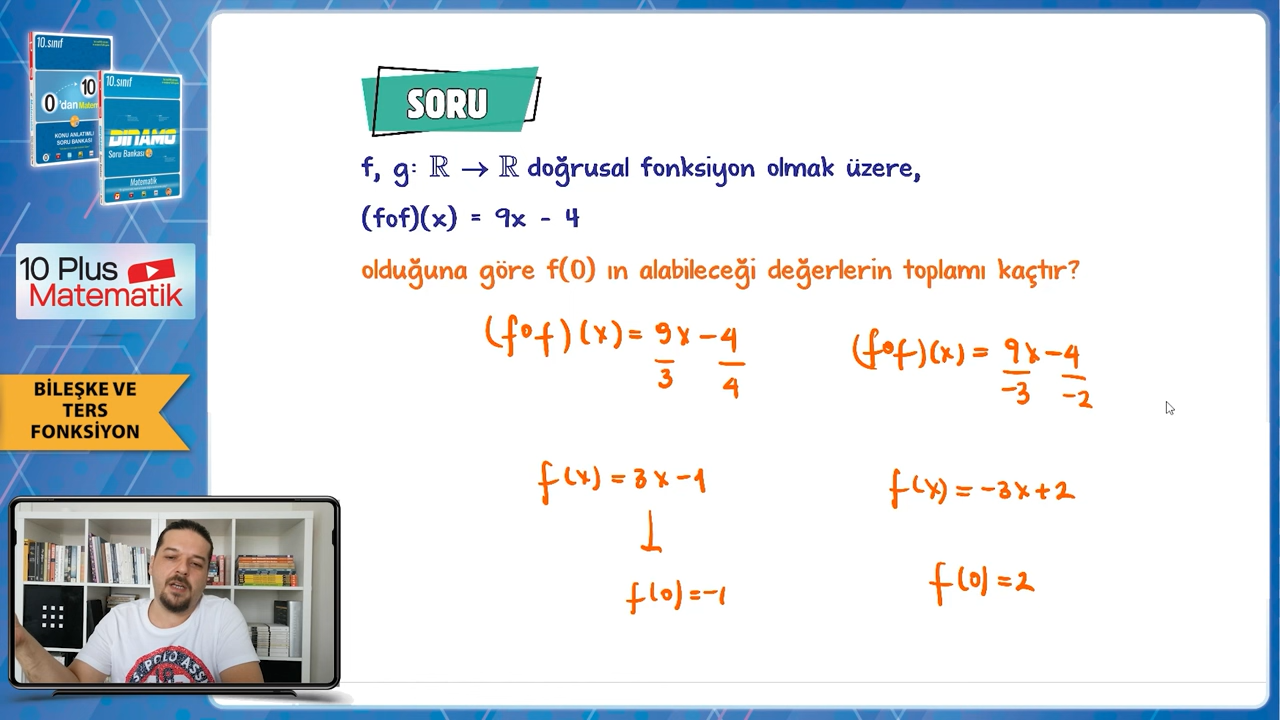 10.sınıf
0'dan 10
KONU ANLATIMLI
SORU BANKASI
10.sınıf
DİNAMO
Soru Bankası
Matematik
10 Plus
Matematik
BİLEŞKE VE
TERS
FONKSİYON
SORU
f, g: ℝ → ℝ doğrusal fonksiyon olmak üzere,
(fof)(x) = 9x - 4
olduğuna göre f(0) ın alabileceği değerlerin toplamı kaçtır?
(fof)(x) = 9x - 4
3 4
(fof)(x) = 9x - 4
-3 -2
f(x) = 3x - 1
f(0) = -1
f(x) = -3x + 2
f(0) = 2
POLO ASS